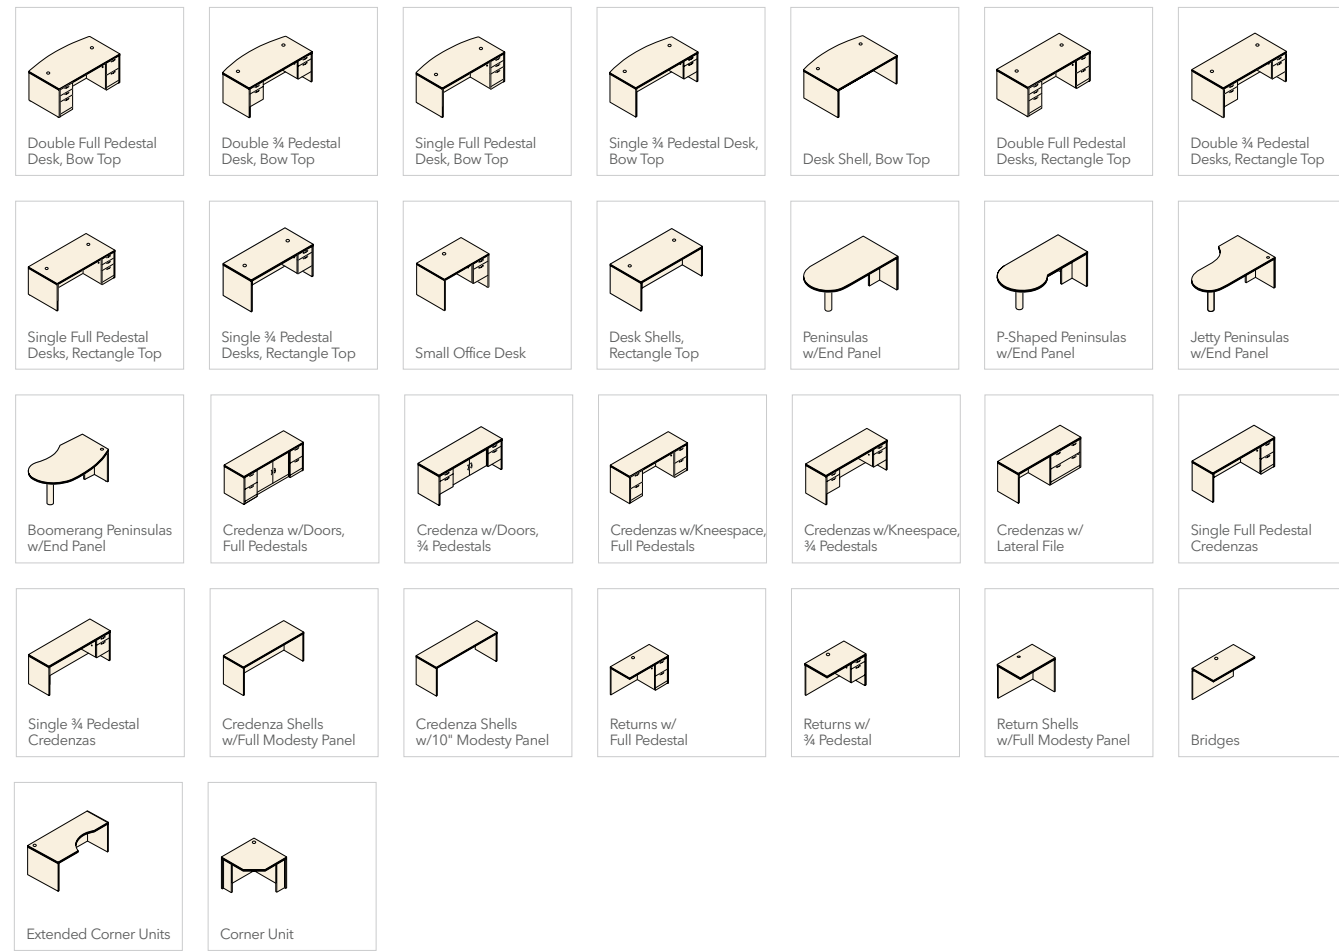 Double Full Pedestal
Desk, Bow Top
Double ¾ Pedestal
Desk, Bow Top
Single Full Pedestal
Desk, Bow Top
Single ¾ Pedestal Desk,
Bow Top
Desk Shell, Bow Top
Double Full Pedestal
Desks, Rectangle Top
Double ¾ Pedestal
Desks, Rectangle Top
Single Full Pedestal
Desks, Rectangle Top
Single ¾ Pedestal
Desks, Rectangle Top
Small Office Desk
Desk Shells,
Rectangle Top
Peninsulas
w/End Panel
P-Shaped Peninsulas
w/End Panel
Jetty Peninsulas
w/End Panel
Boomerang Peninsulas
w/End Panel
Credenza w/Doors,
Full Pedestals
Credenza w/Doors,
¾ Pedestals
Credenzas w/Kneespace,
Full Pedestals
Credenzas w/Kneespace,
¾ Pedestals
Credenzas w/
Lateral File
Single Full Pedestal
Credenzas
Single ¾ Pedestal
Credenzas
Credenza Shells
w/Full Modesty Panel
Credenza Shells
w/10" Modesty Panel
Returns w/
Full Pedestal
Returns w/
¾ Pedestal
Return Shells
w/Full Modesty Panel
Bridges
Extended Corner Units
Corner Unit